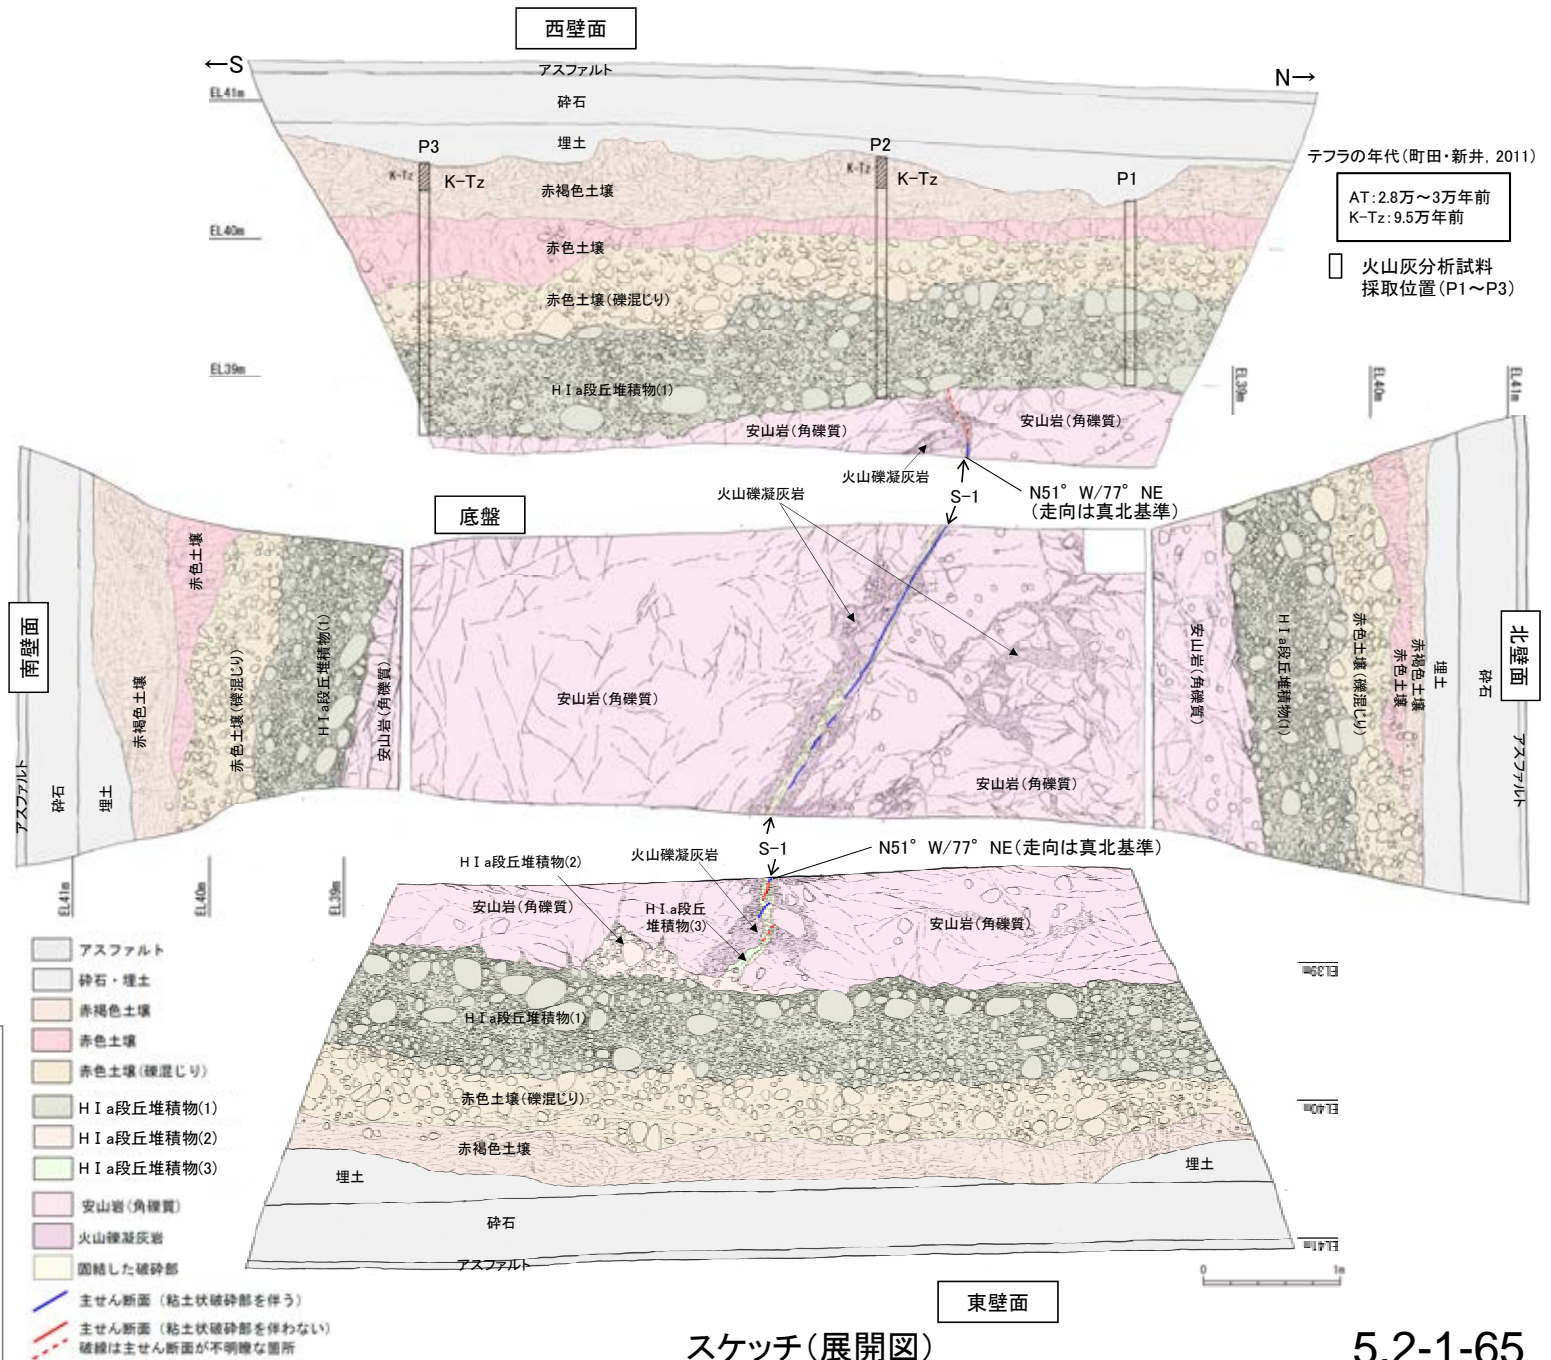 西壁面
←S
N→
アスファルト
EL41m
砕石
埋土
P3
P2
P1
K-Tz
K-Tz
K-Tz
K-Tz
赤褐色土壌
テフラの年代(町田・新井, 2011)
AT:2.8万～3万年前
K-Tz:9.5万年前
火山灰分析試料
採取位置(P1～P3)
EL40m
赤色土壌
赤色土壌(礫混じり)
EL39m
HⅠa段丘堆積物(1)
安山岩(角礫質)
安山岩(角礫質)
火山礫凝灰岩
EL39m
EL40m
EL41m
S-1
N51° W/77° NE
(走向は真北基準)
底盤
火山礫凝灰岩
南壁面
アスファルト
砕石
埋土
赤褐色土壌
赤色土壌
赤色土壌(礫混じり)
HⅠa段丘堆積物(1)
安山岩(角礫質)
安山岩(角礫質)
安山岩(角礫質)
安山岩(角礫質)
HⅠa段丘堆積物(1)
赤色土壌(礫混じり)
赤色土壌
赤褐色土壌
埋土
砕石
アスファルト
北壁面
EL41m
EL40m
EL39m
S-1
N51° W/77° NE(走向は真北基準)
HⅠa段丘堆積物(2)
火山礫凝灰岩
安山岩(角礫質)
HⅠa段丘
堆積物(3)
安山岩(角礫質)
EL39m
HⅠa段丘堆積物(1)
赤色土壌(礫混じり)
EL40m
赤褐色土壌
埋土
埋土
砕石
EL41m
アスファルト
0 1m
東壁面
アスファルト
砕石・埋土
赤褐色土壌
赤色土壌
赤色土壌(礫混じり)
HⅠa段丘堆積物(1)
HⅠa段丘堆積物(2)
HⅠa段丘堆積物(3)
安山岩(角礫質)
火山礫凝灰岩
固結した破砕部
主せん断面（粘土状破砕部を伴う）
主せん断面（粘土状破砕部を伴わない）
破線は主せん断面が不明瞭な箇所
スケッチ(展開図)
5.2-1-65